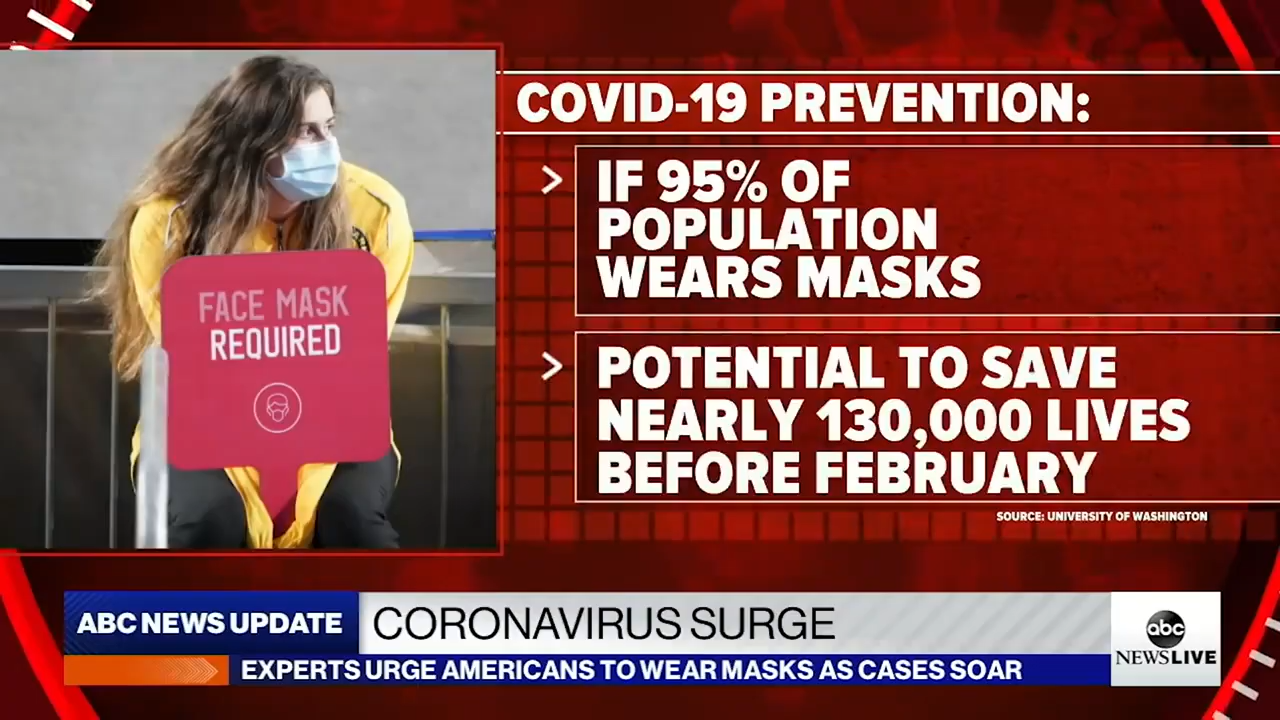 COVID-19 PREVENTION:
IF 95% OF
POPULATION
WEARS MASKS
POTENTIAL TO SAVE
NEARLY 130,000 LIVES
BEFORE FEBRUARY
SOURCE: UNIVERSITY OF WASHINGTON
FACE MASK
REQUIRED
ABC NEWS UPDATE
CORONAVIRUS SURGE
EXPERTS URGE AMERICANS TO WEAR MASKS AS CASES SOAR
abc
NEWS LIVE